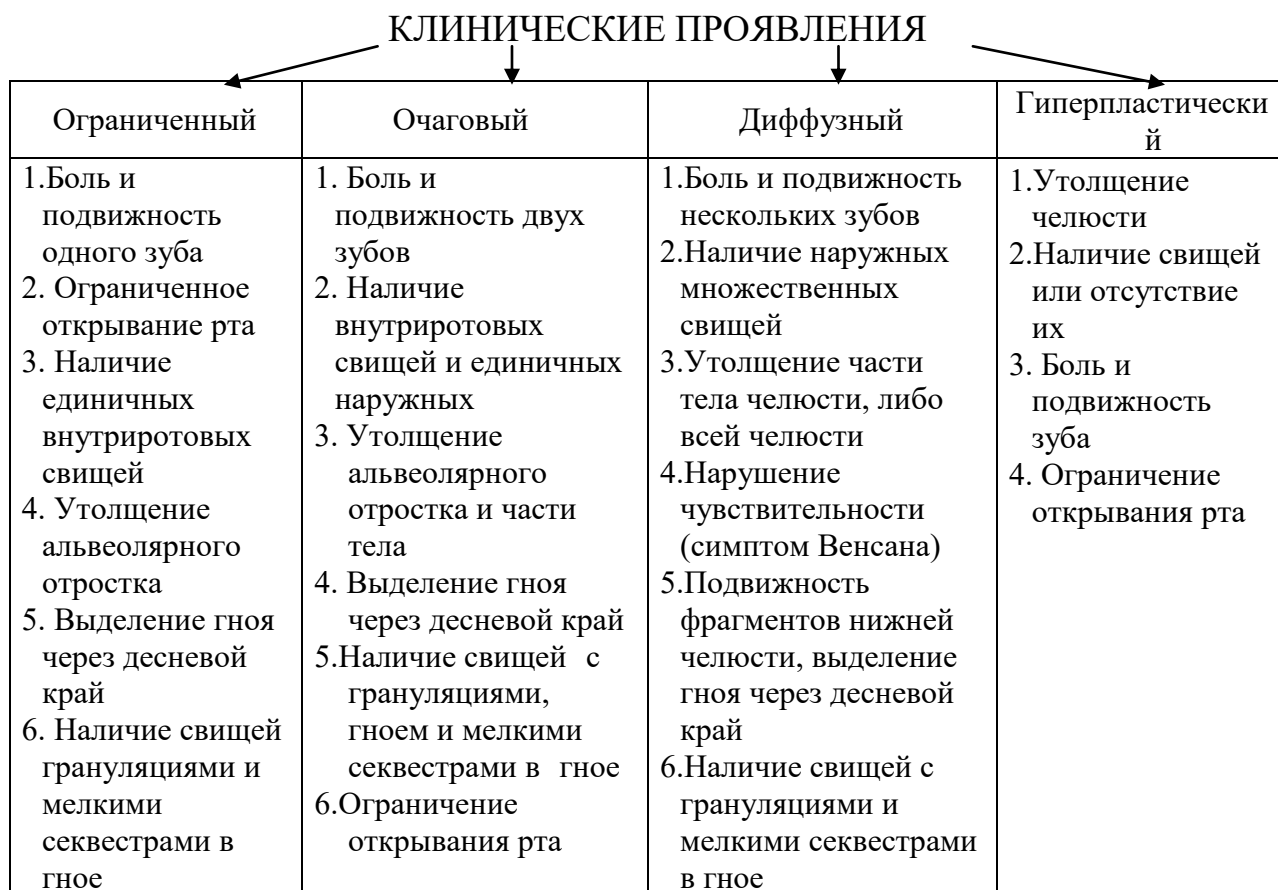 КЛИНИЧЕСКИЕ ПРОЯВЛЕНИЯ
Ограниченный
Очаговый
Диффузный
Гиперпластически
й
1.Боль и
подвижность
одного зуба
2. Ограниченное
открывание рта
3. Наличие
единичных
внутриротовых
свищей
4. Утолщение
альвеолярного
отростка
5. Выделение гноя
через десневой
край
6. Наличие свищей
грануляциями и
мелкими
секвестрами в
гное
1. Боль и
подвижность двух
зубов
2. Наличие
внутриротовых
свищей и единичных
наружных
3. Утолщение
альвеолярного
отростка и части
тела
4. Выделение гноя
через десневой край
5.Наличие свищей с
грануляциями,
гноем и мелкими
секвестрами в гное
6.Ограничение
открывания рта
1.Боль и подвижность
нескольких зубов
2.Наличие наружных
множественных
свищей
3.Утолщение части
тела челюсти, либо
всей челюсти
4.Нарушение
чувствительности
(симптом Венсана)
5.Подвижность
фрагментов нижней
челюсти, выделение
гноя через десневой
край
6.Наличие свищей с
грануляциями и
мелкими секвестрами
в гное
1.Утолщение
челюсти
2.Наличие свищей
или отсутствие
их
3. Боль и
подвижность
зуба
4. Ограничение
открывания рта